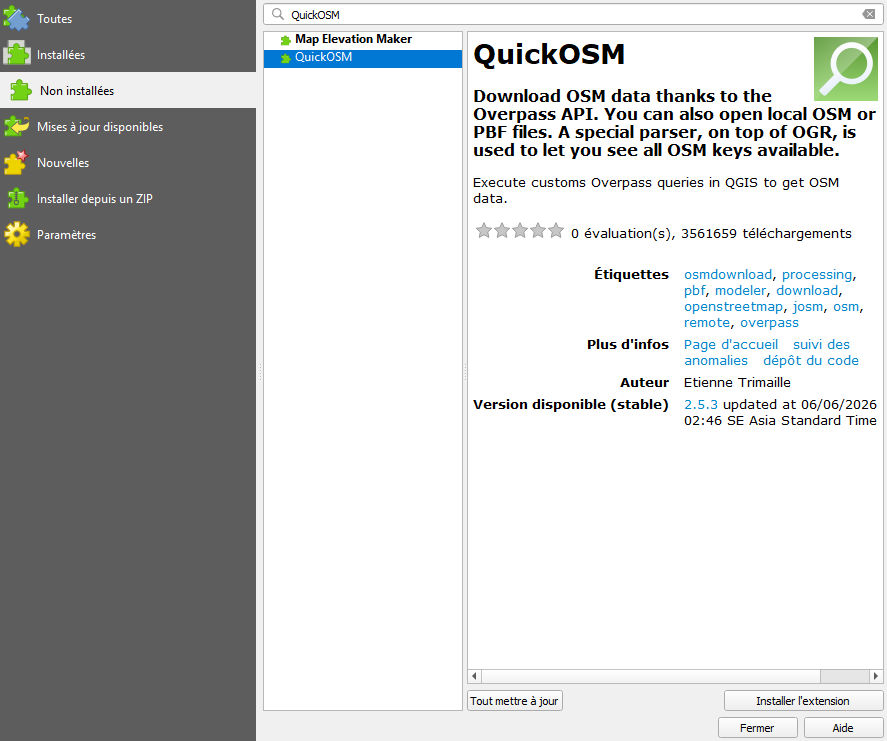 Toutes
Installées
Non installées
Mises à jour disponibles
Nouvelles
Installer depuis un ZIP
Paramètres
QuickOSM
Map Elevation Maker
QuickOSM
QuickOSM
Download OSM data thanks to the
Overpass API. You can also open local OSM or
PBF files. A special parser, on top of OGR, is
used to let you see all OSM keys available.
Execute customs Overpass queries in QGIS to get OSM
data.
0 évaluation(s), 3561659 téléchargements
Étiquettes osmdownload, processing,
pbf, modeler, download,
openstreetmap, josm, osm,
remote, overpass
Plus d'infos Page d'accueil suivi des
anomalies dépôt du code
Auteur Etienne Trimaille
Version disponible (stable) 2.5.3 updated at 06/06/2026
02:46 SE Asia Standard Time
Tout mettre à jour Installer l'extension
Fermer Aide